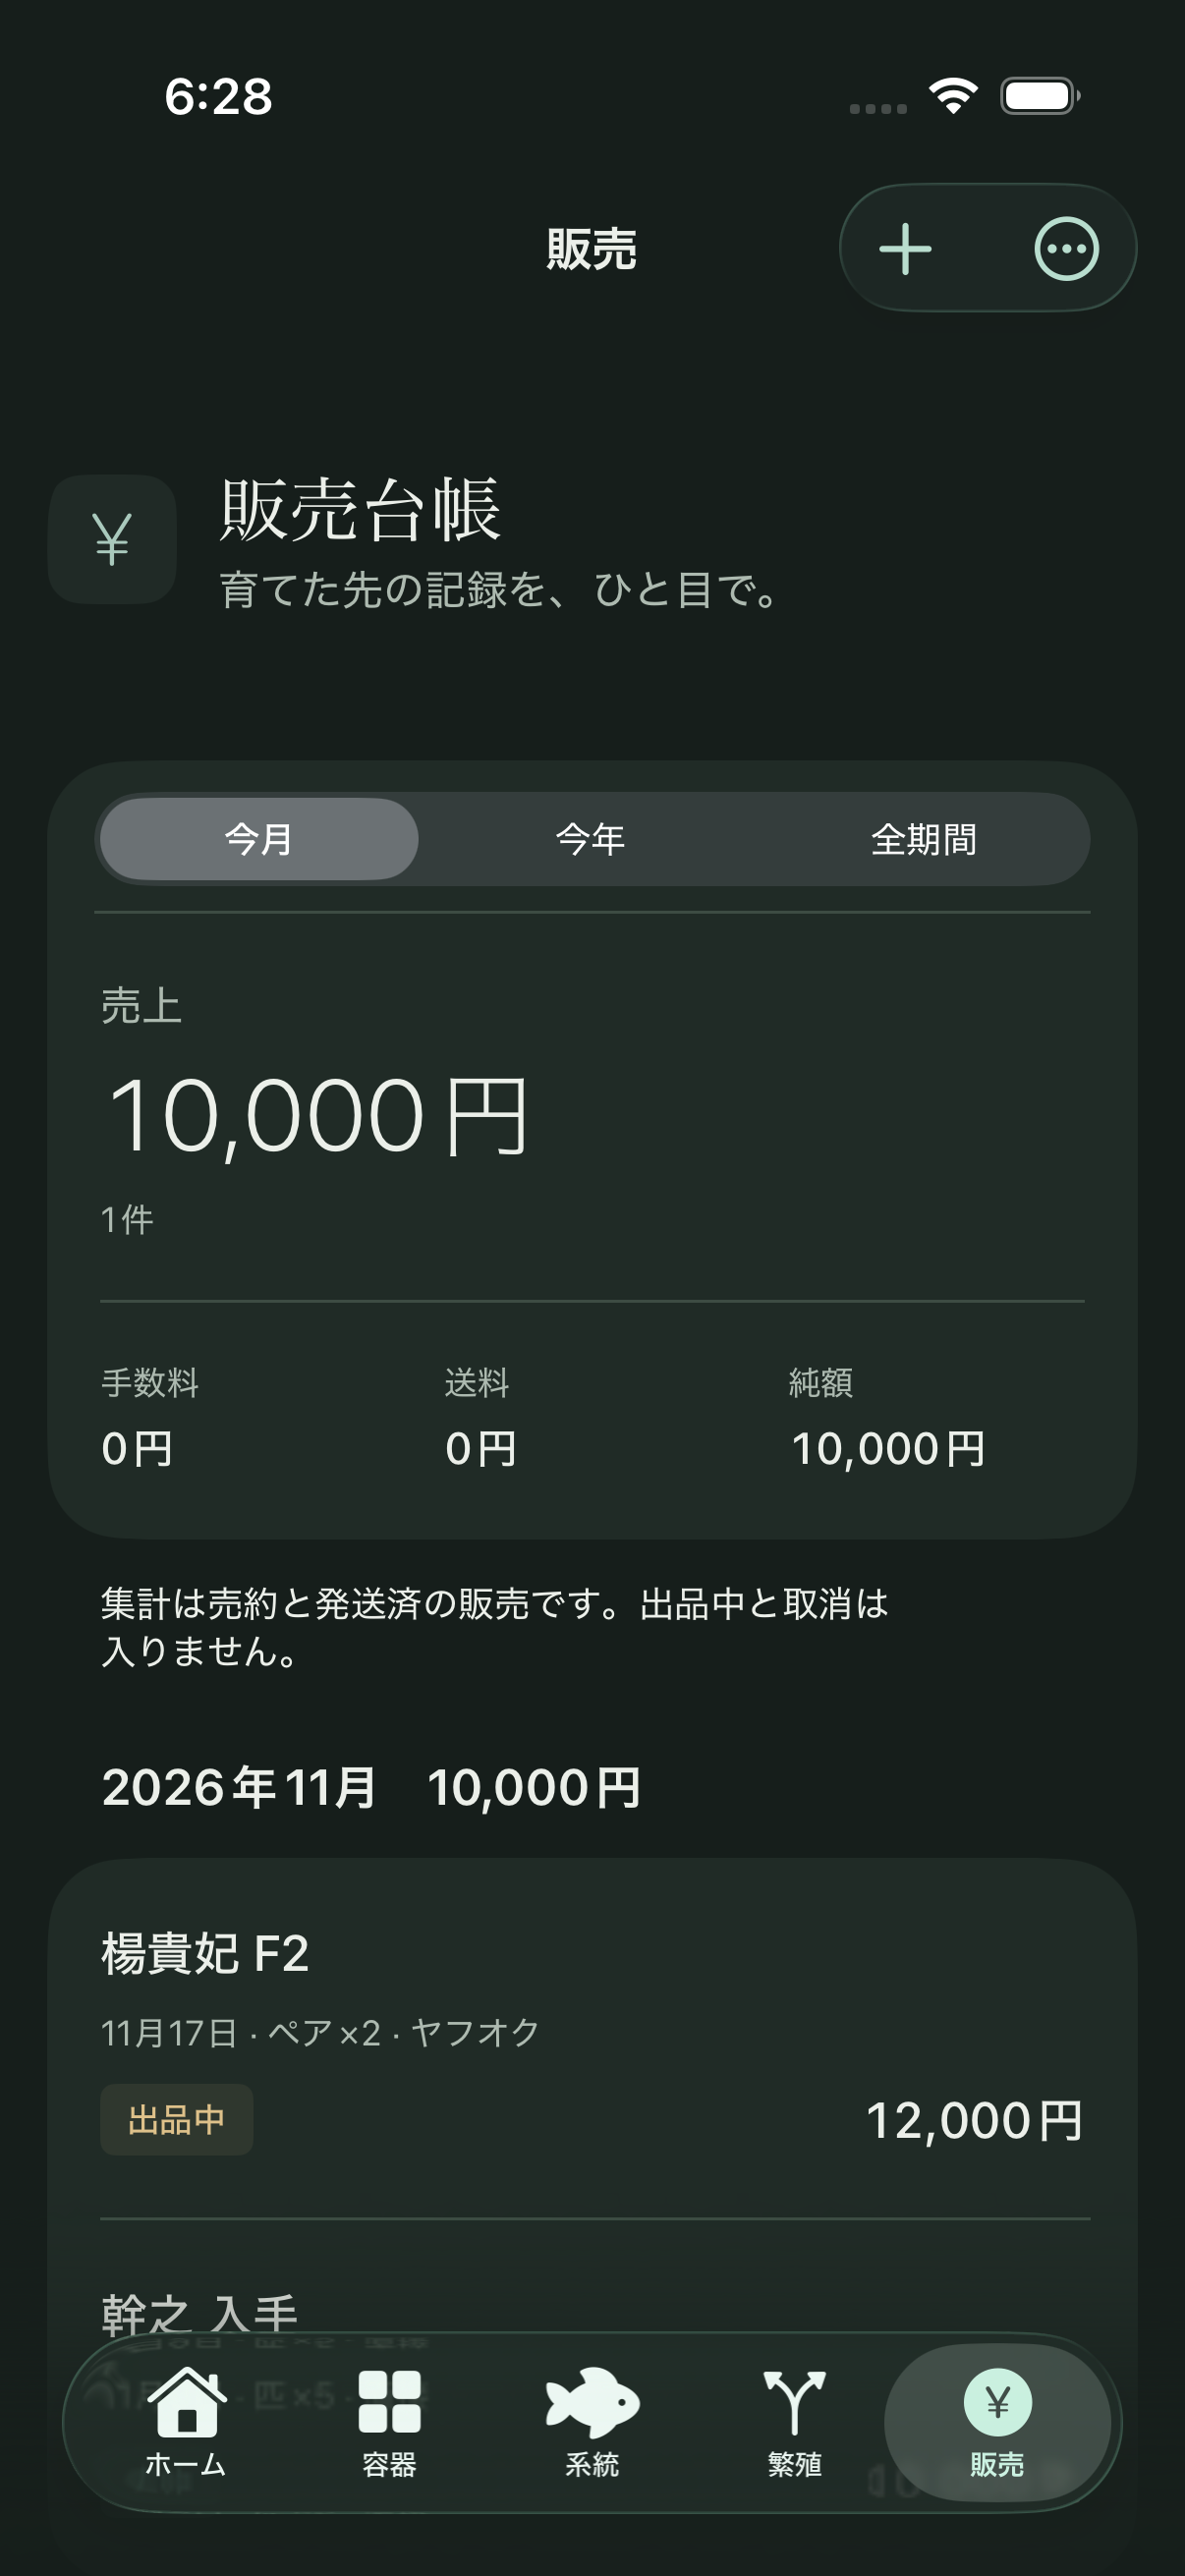 6:28
販売
¥
販売台帳
育てた先の記録を、ひと目で。
今月 今年 全期間
売上
10,000円
1件
手数料 送料 純額
0円 0円 10,000円
集計は売約と発送済の販売です。出品中と取消は
入りません。
2026年11月 10,000円
楊貴妃 F2
11月17日 · ペア×2 · ヤフオク
出品中 12,000円
幹之 入手
ホーム 容器 系統 繁殖 販売